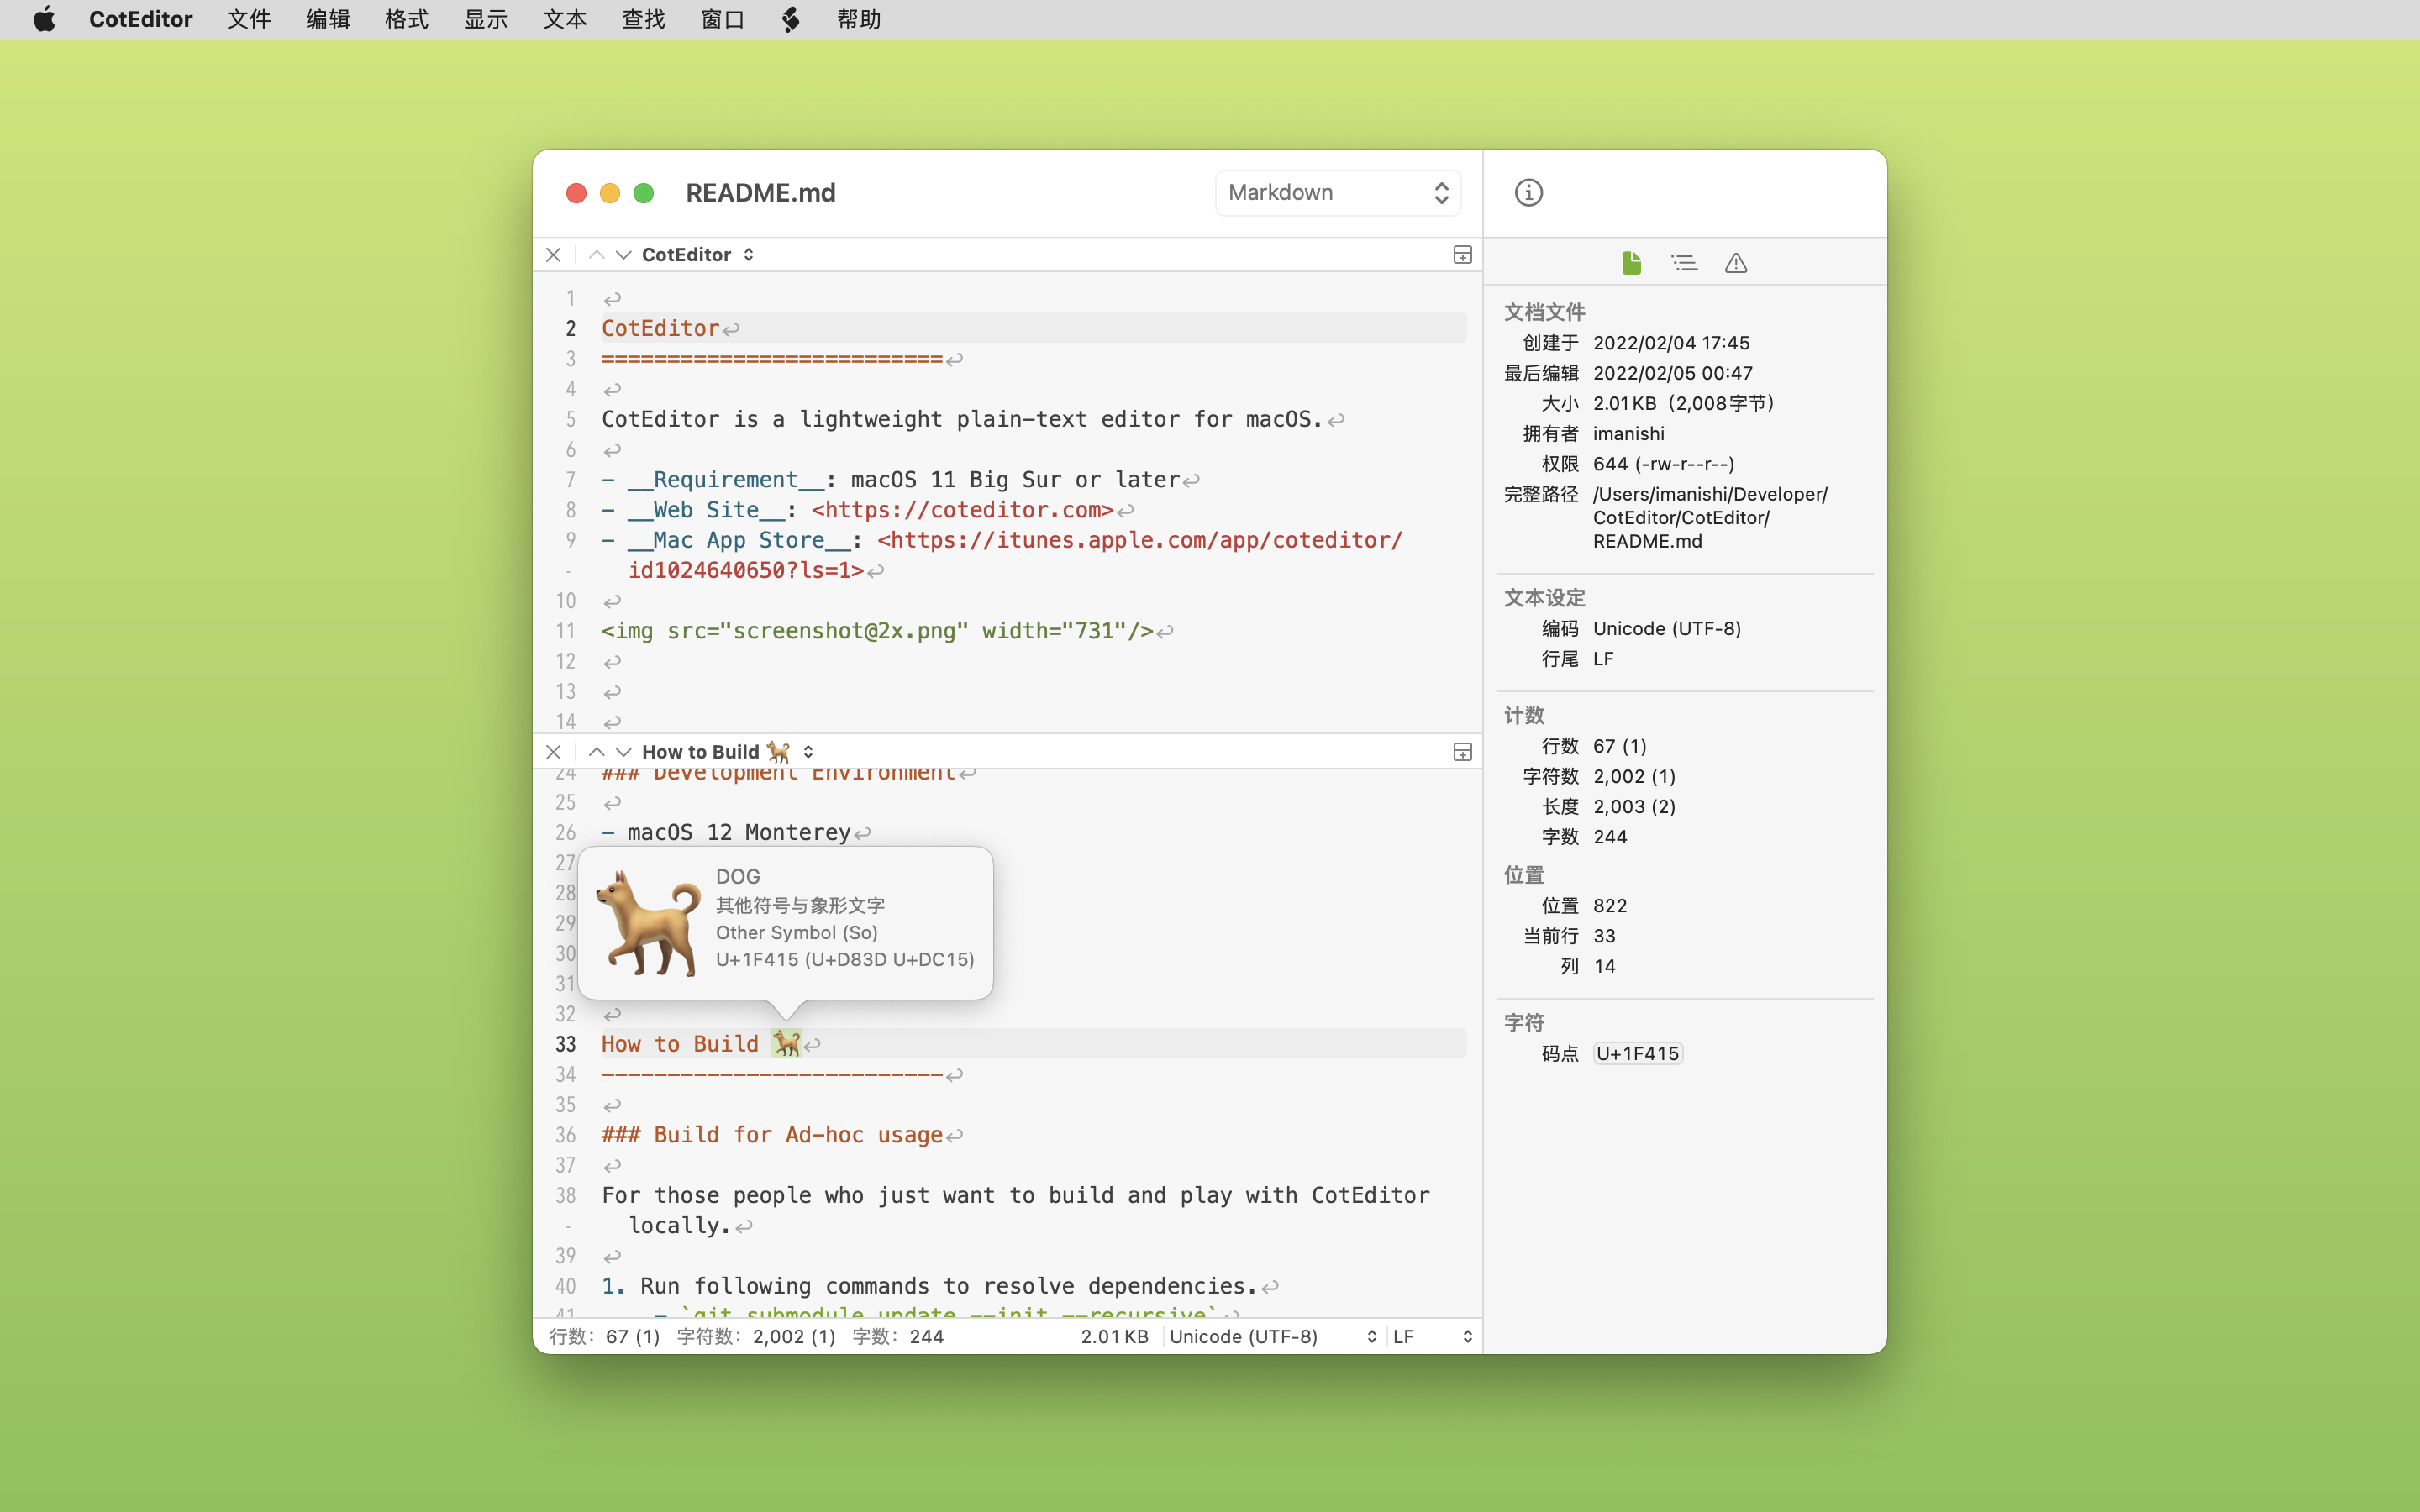 CotEditor 文件 编辑 格式 显示 文本 查找 窗口 帮助
README.md Markdown
CotEditor
1
2 CotEditor
3 ==========================
4
5 CotEditor is a lightweight plain-text editor for macOS.
6
7 - __Requirement__: macOS 11 Big Sur or later
8 - __Web Site__: <https://coteditor.com>
9 - __Mac App Store__: <https://itunes.apple.com/app/coteditor/
- id1024640650?ls=1>
10
11 <img src="screenshot@2x.png" width="731"/>
12
13
14
How to Build 🐕
24 ### Development Environment
25
26 - macOS 12 Monterey
27
28
29
30
31
DOG
其他符号与象形文字
Other Symbol (So)
U+1F415 (U+D83D U+DC15)
32
33 How to Build 🐕
34 --------------------------
35
36 ### Build for Ad-hoc usage
37
38 For those people who just want to build and play with CotEditor
- locally.
39
40 1. Run following commands to resolve dependencies.
41 - `git submodule update --init --recursive`
行数: 67 (1) 字符数: 2,002 (1) 字数: 244 2.01 KB Unicode (UTF-8) LF
文档文件
创建于 2022/02/04 17:45
最后编辑 2022/02/05 00:47
大小 2.01 KB（2,008字节）
拥有者 imanishi
权限 644 (-rw-r--r--)
完整路径 /Users/imanishi/Developer/
CotEditor/CotEditor/
README.md
文本设定
编码 Unicode (UTF-8)
行尾 LF
计数
行数 67 (1)
字符数 2,002 (1)
长度 2,003 (2)
字数 244
位置
位置 822
当前行 33
列 14
字符
码点 U+1F415